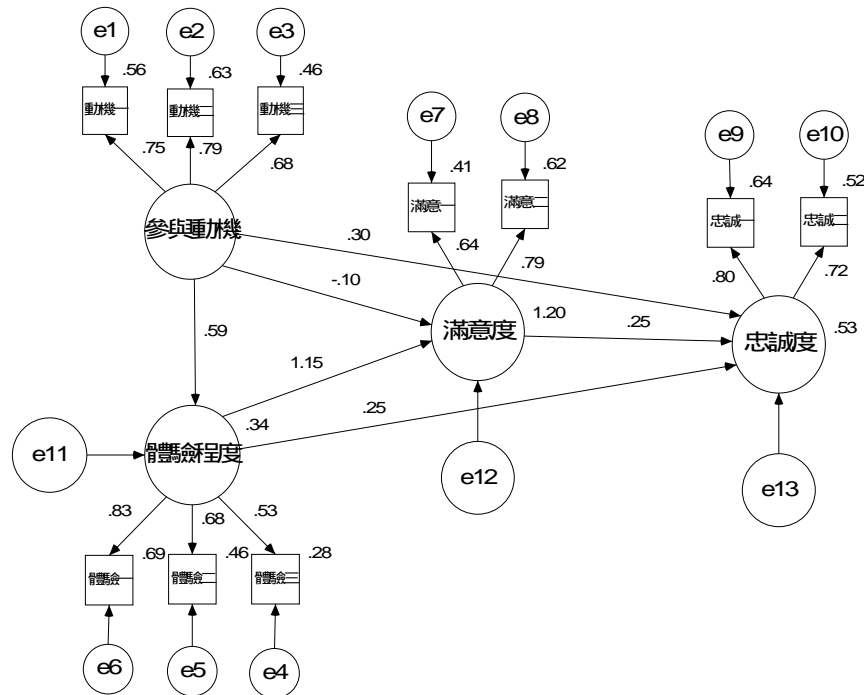 e1
e2
e3
.56
.63
.46
動機一
動機二
動機三
.75
.79
.68
參與動機
e7
e8
.41
.62
滿意一
滿意二
.64
.79
e9
e10
.64
.52
忠誠一
忠誠二
.80
.72
.30
-.10
滿意度
1.20
.25
忠誠度
.53
.59
1.15
.25
.34
e11
體驗程度
e12
e13
.83
.68
.53
體驗一
.69
體驗二
.46
體驗三
.28
e6
e5
e4